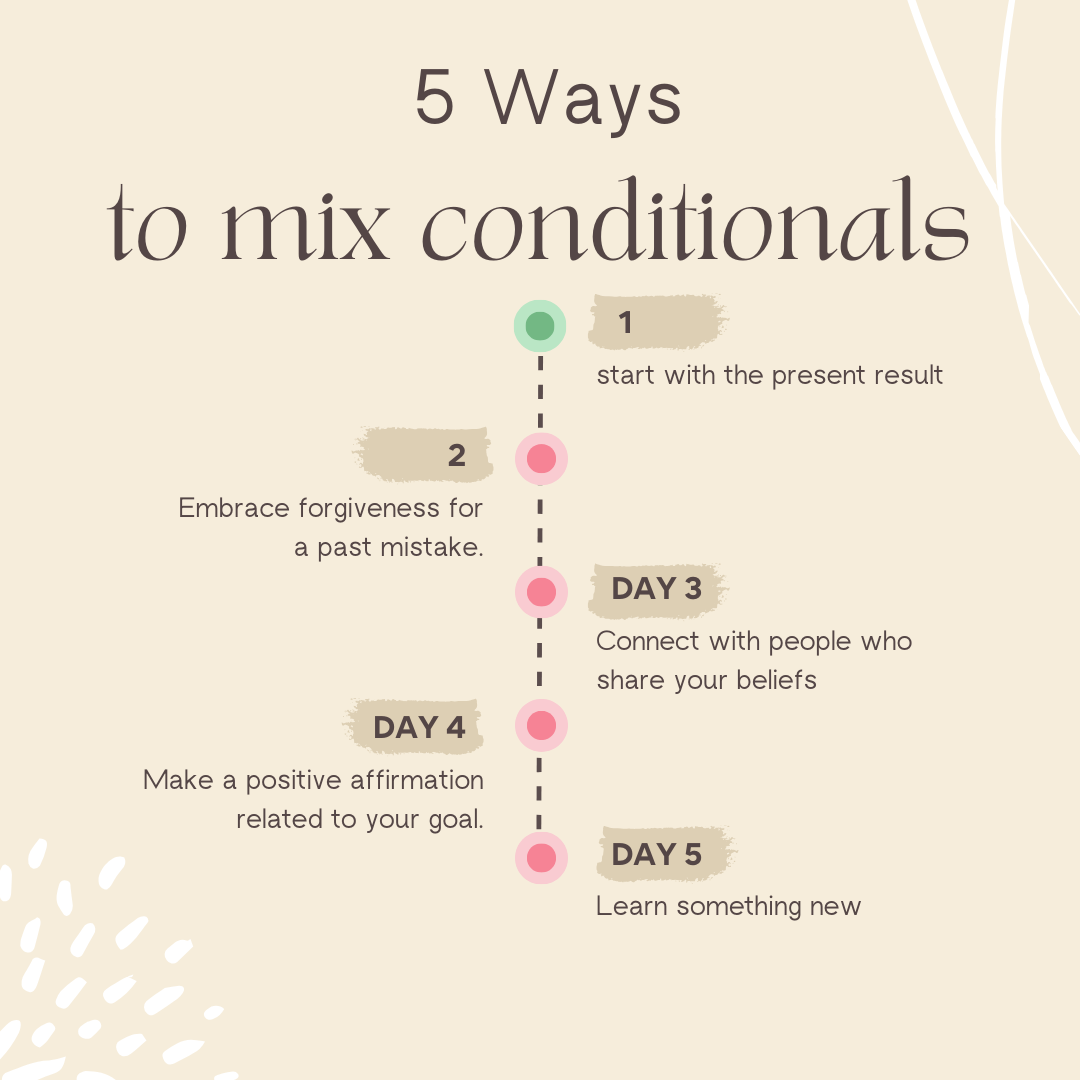 5 Ways
to mix conditionals
1
start with the present result
2
Embrace forgiveness for
a past mistake.
DAY 3
Connect with people who
share your beliefs
DAY 4
Make a positive affirmation
related to your goal.
DAY 5
Learn something new